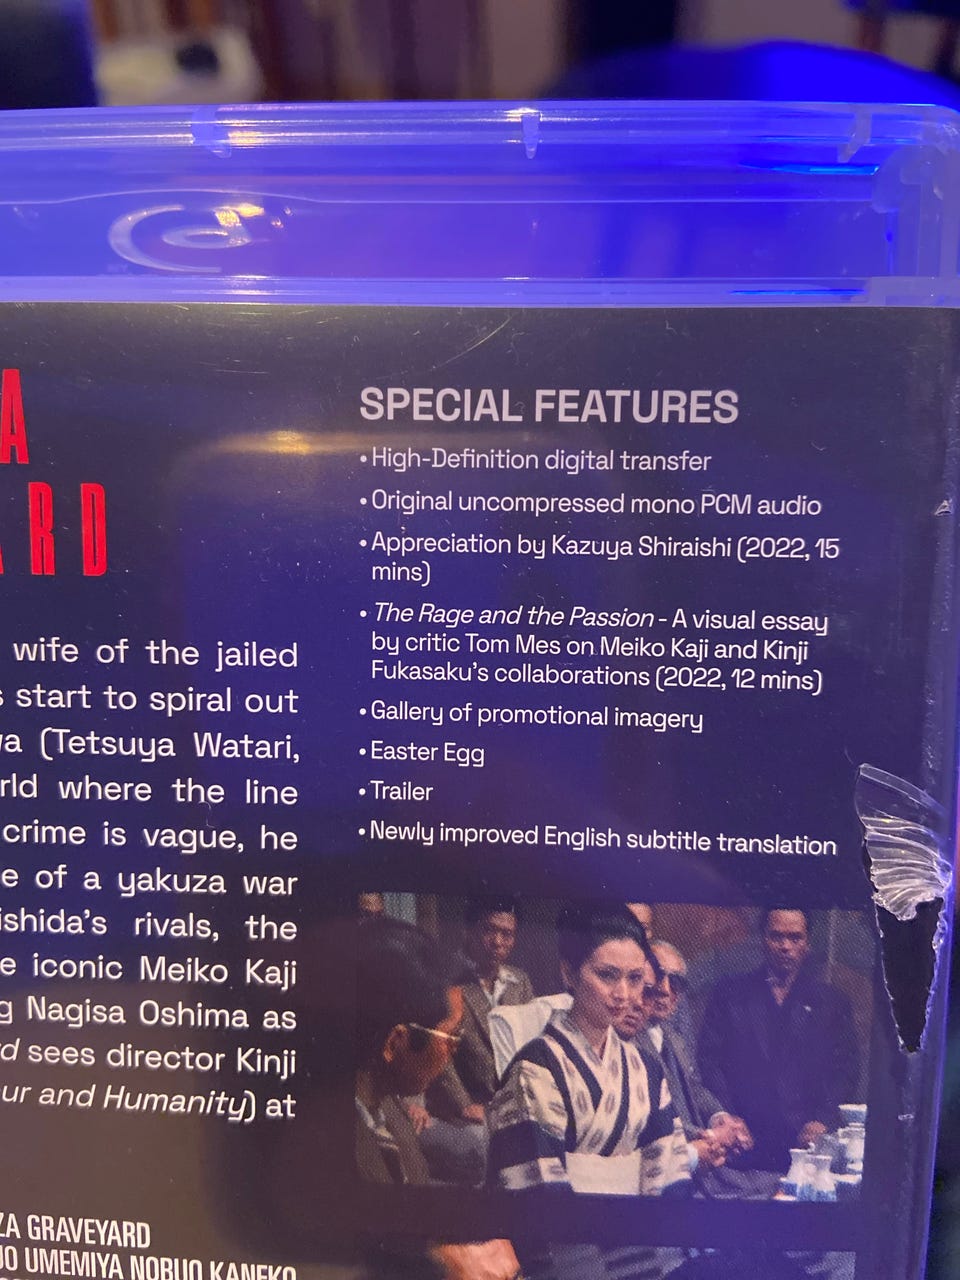 A
ARD
wife of the jailed
start to spiral out
(Tetsuya Watari,
where the line
crime is vague, he
of a yakuza war
rivals, the
iconic Meiko Kaji
Nagisa Oshima as
sees director Kinji
and Humanity) at
SPECIAL FEATURES
• High-Definition digital transfer
• Original uncompressed mono PCM audio
• Appreciation by Kazuya Shiraishi (2022, 15
mins)
• The Rage and the Passion - A visual essay
by critic Tom Mes on Meiko Kaji and Kinji
Fukasaku's collaborations (2022, 12 mins)
• Gallery of promotional imagery
• Easter Egg
• Trailer
• Newly improved English subtitle translation
ZA GRAVEYARD
UMEMIYA NOBUO KANEKO